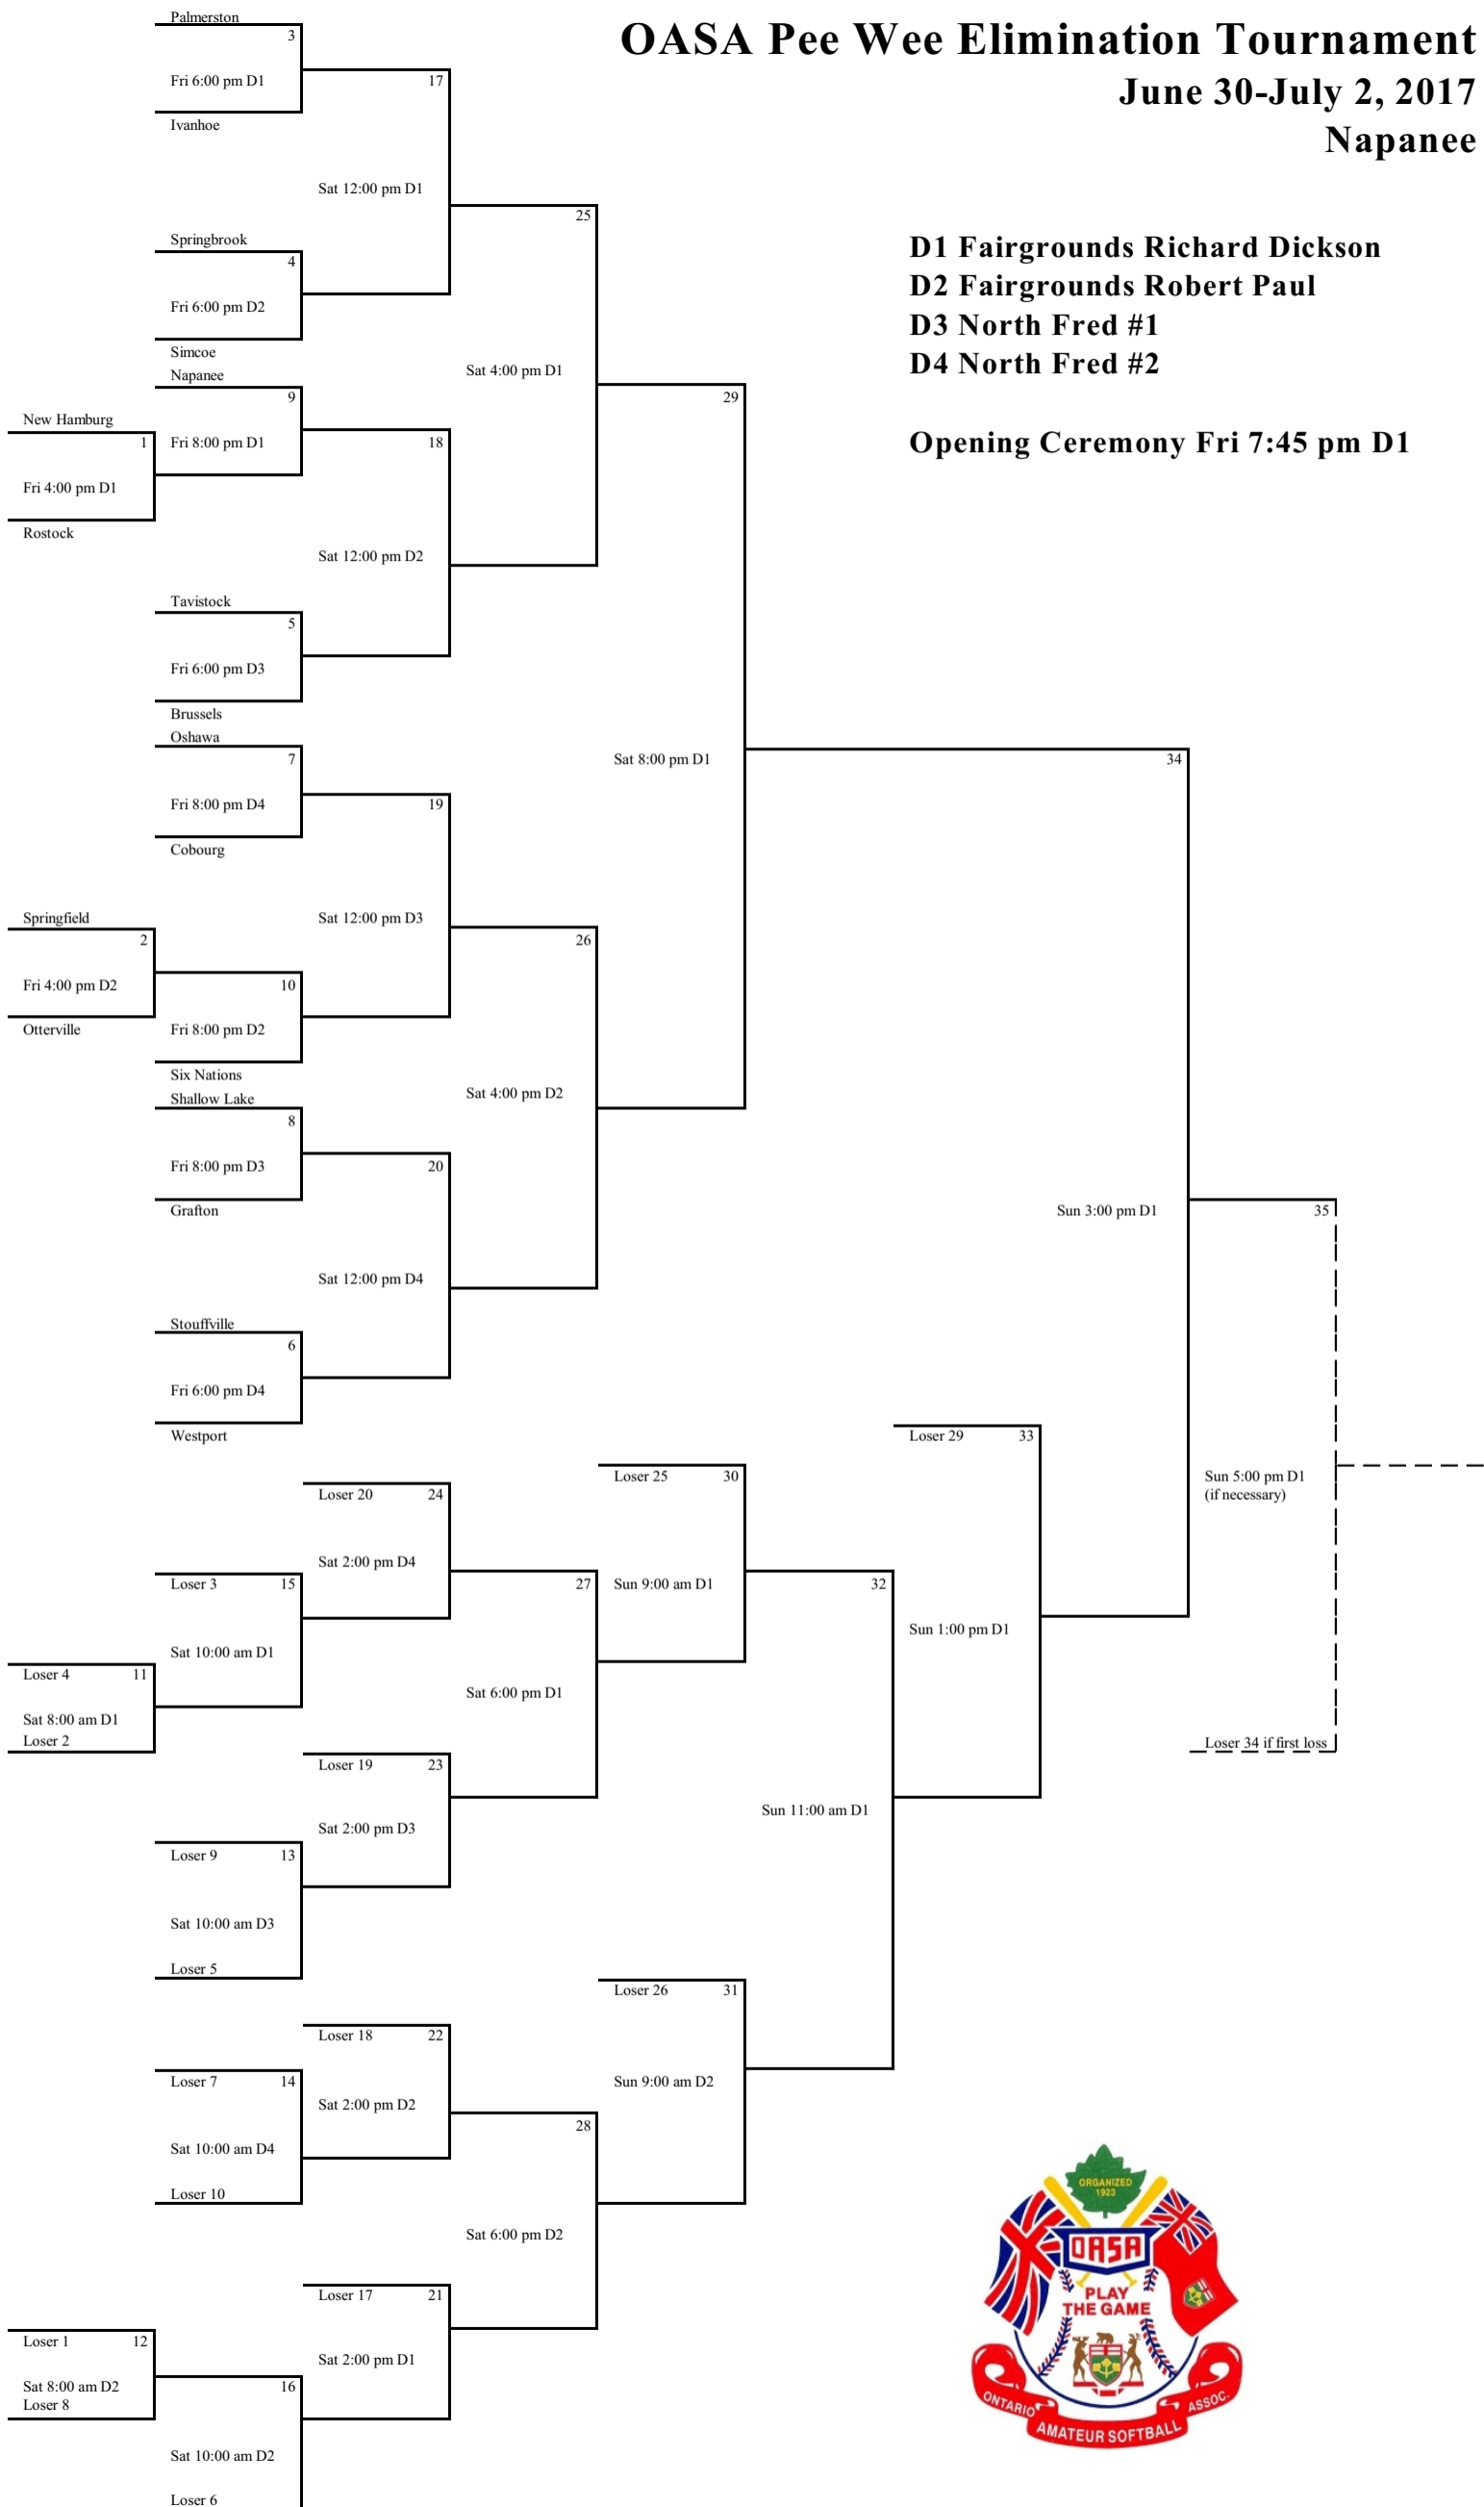 Palmerston
OASA Pee Wee Elimination Tournament
3
Fri 6:00 pm D1
17
June 30-July 2, 2017
Ivanhoe
Napanee
Sat 12:00 pm D1
25
Springbrook
D1 Fairgrounds Richard Dickson
4
D2 Fairgrounds Robert Paul
Fri 6:00 pm D2
D3 North Fred #1
Simcoe
D4 North Fred #2
Napanee
Sat 4:00 pm D1
9
29
New Hamburg
1
Fri 8:00 pm D1
18
Opening Ceremony Fri 7:45 pm D1
Fri 4:00 pm D1
Rostock
Sat 12:00 pm D2
Tavistock
5
Fri 6:00 pm D3
Brussels
Oshawa
7
Sat 8:00 pm D1
34
Fri 8:00 pm D4
19
Cobourg
Springfield
Sat 12:00 pm D3
2
26
Fri 4:00 pm D2
10
Otterville
Fri 8:00 pm D2
Six Nations
Sat 4:00 pm D2
Shallow Lake
8
Fri 8:00 pm D3
20
Grafton
Sun 3:00 pm D1
35
Sat 12:00 pm D4
Stouffville
6
Fri 6:00 pm D4
Westport
Loser 29 33
Loser 25 30
Sun 5:00 pm D1
(if necessary)
Loser 20 24
Sat 2:00 pm D4
Loser 3 15
27
Sun 9:00 am D1
32
Sun 1:00 pm D1
Sat 10:00 am D1
Loser 4 11
Sat 6:00 pm D1
Sat 8:00 am D1
Loser 2
Loser 34 if first loss
Loser 19 23
Sun 11:00 am D1
Sat 2:00 pm D3
Loser 9 13
Sat 10:00 am D3
Loser 5
Loser 26 31
Loser 18 22
Loser 7 14
Sun 9:00 am D2
Sat 2:00 pm D2
28
Sat 10:00 am D4
Loser 10
Sat 6:00 pm D2
Loser 17 21
Loser 1 12
Sat 2:00 pm D1
Sat 8:00 am D2
16
Loser 8
Sat 10:00 am D2
Loser 6
ORGANIZED
1923
OASA
PLAY
THE GAME
ONTARIO
AMATEUR SOFTBALL
ASSOC.